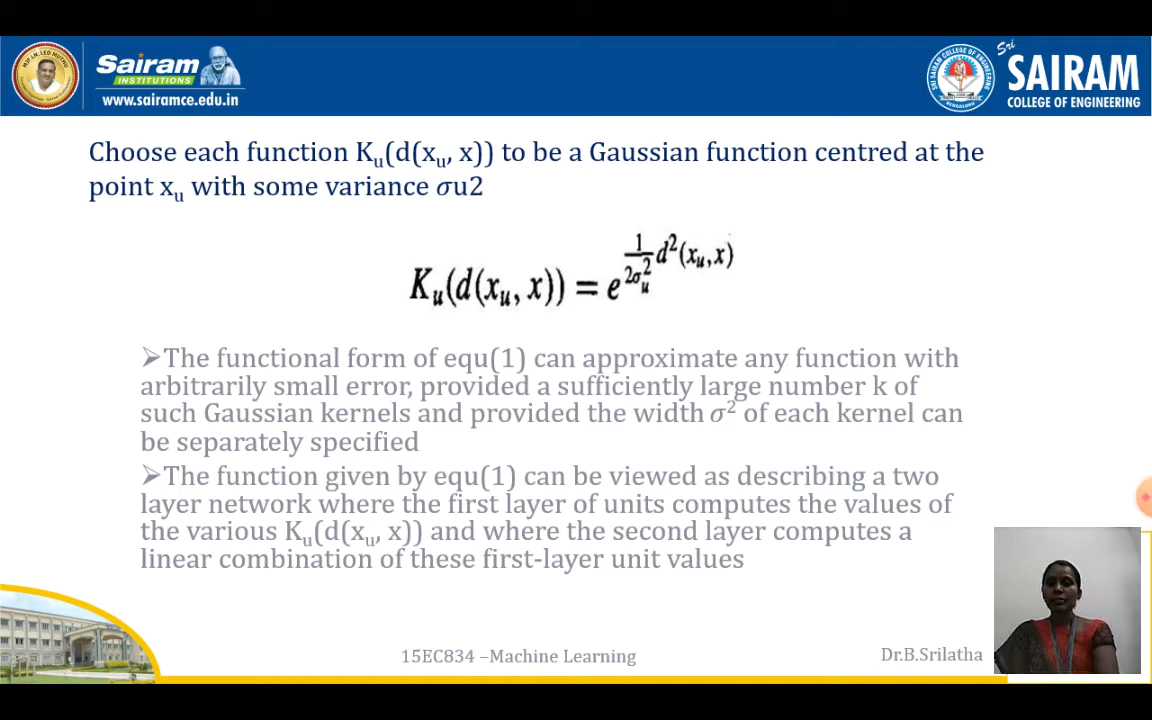 Sairam
INSTITUTIONS
www.sairamce.edu.in
Sri
SAIRAM
COLLEGE OF ENGINEERING
Choose each function Kᵤ(d(xᵤ, x)) to be a Gaussian function centred at the
point xᵤ with some variance σu2
Kᵤ(d(xᵤ, x)) = e^{\frac{1}{2σ_u^2} d^2(x_u, x)}
➢The functional form of equ(1) can approximate any function with
arbitrarily small error, provided a sufficiently large number k of
such Gaussian kernels and provided the width σ² of each kernel can
be separately specified
➢The function given by equ(1) can be viewed as describing a two
layer network where the first layer of units computes the values of
the various Kᵤ(d(xᵤ, x)) and where the second layer computes a
linear combination of these first-layer unit values
15EC834 –Machine Learning
Dr.B.Srilatha